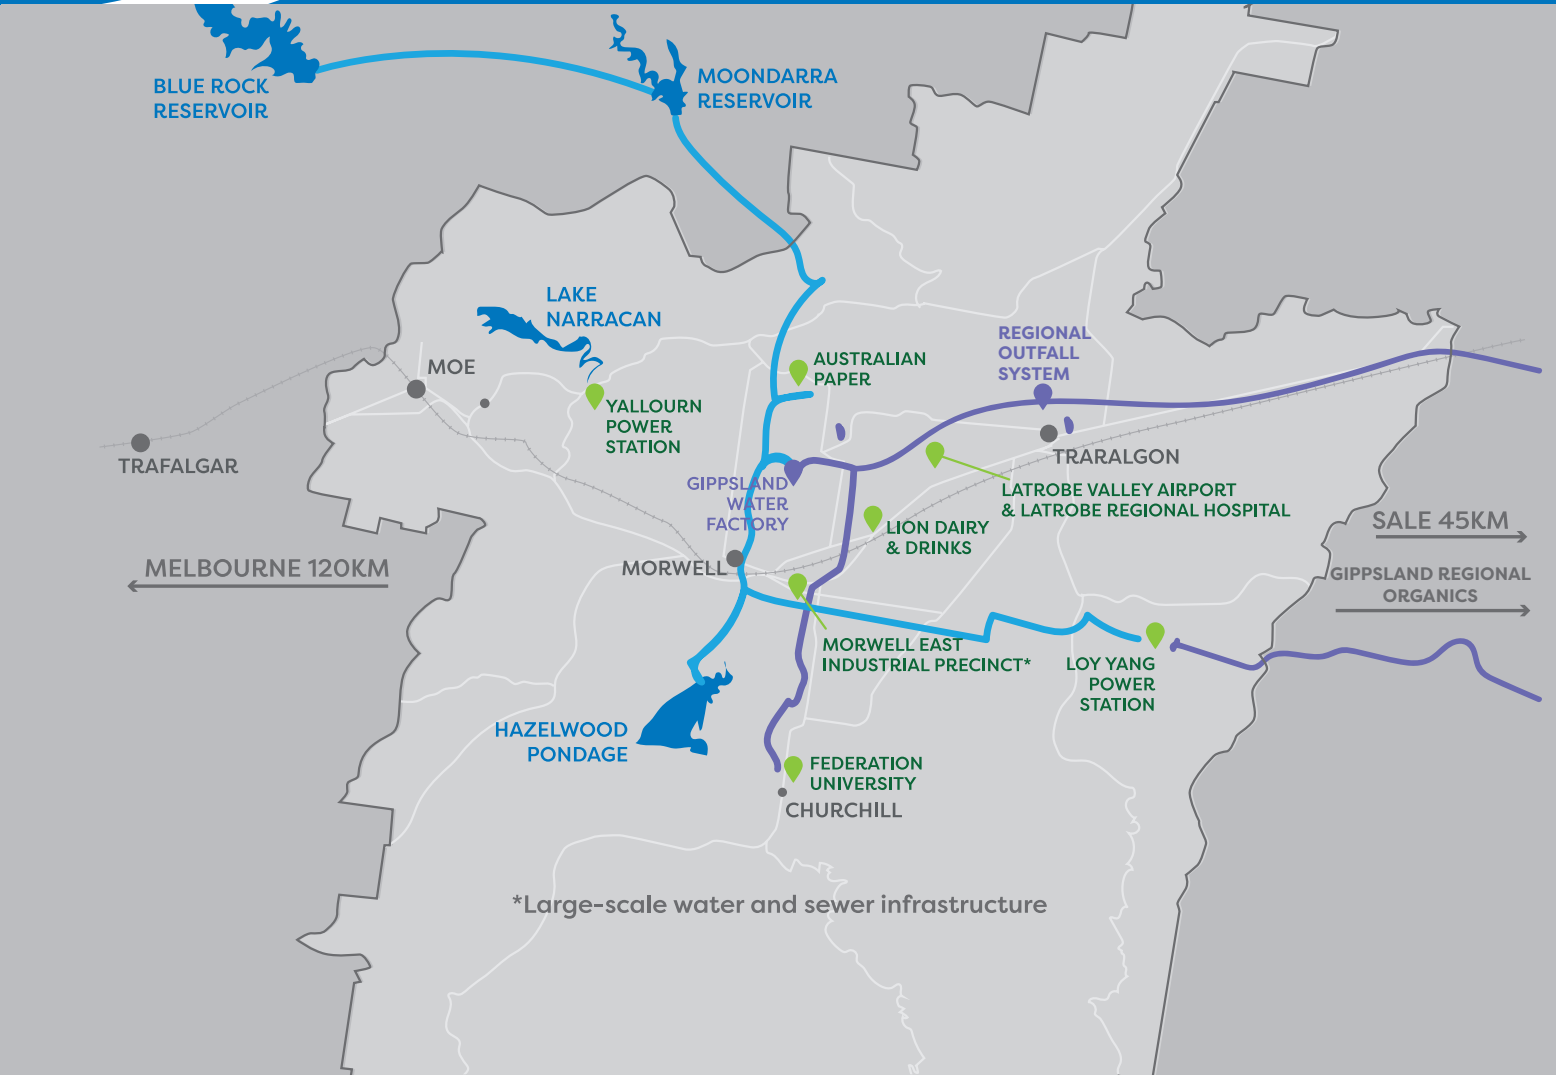 BLUE ROCK
RESERVOIR
MOONDARRA
RESERVOIR
LAKE
NARRACAN
REGIONAL
OUTFALL
SYSTEM
AUSTRALIAN
PAPER
MOE
YALLOURN
POWER
STATION
TRAFALGAR
TRARALGON
GIPPSLAND
WATER
FACTORY
LATROBE VALLEY AIRPORT
& LATROBE REGIONAL HOSPITAL
LION DAIRY
& DRINKS
SALE 45KM
MELBOURNE 120KM
MORWELL
GIPPSLAND REGIONAL
ORGANICS
MORWELL EAST
INDUSTRIAL PRECINCT*
LOY YANG
POWER
STATION
HAZELWOOD
PONDAGE
FEDERATION
UNIVERSITY
CHURCHILL
*Large-scale water and sewer infrastructure